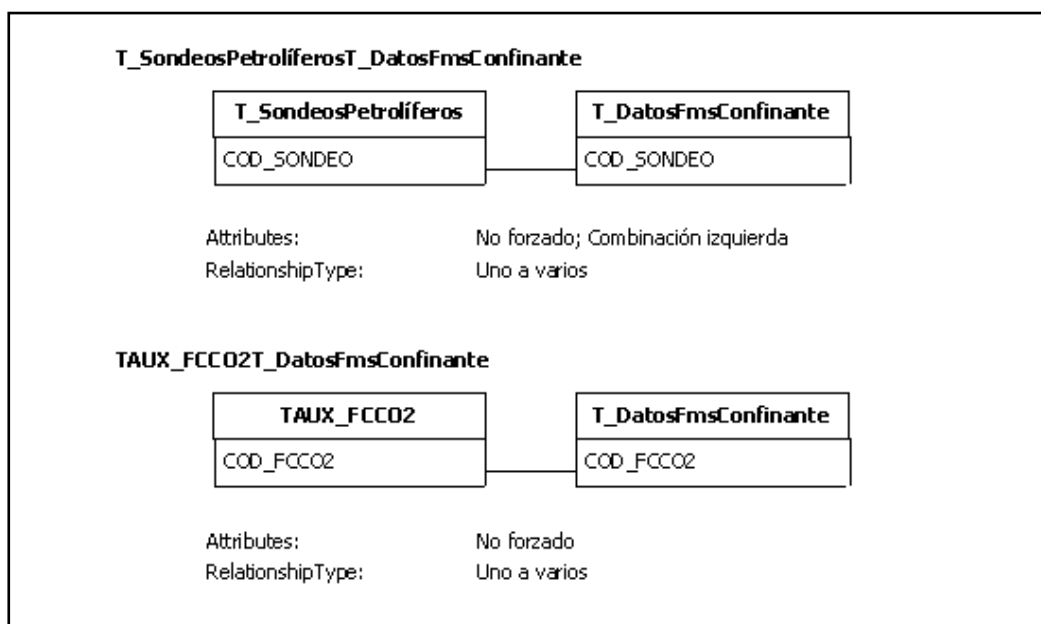 T_SondeosPetrolíferosT_DatosFmsConfinante
T_SondeosPetrolíferos T_DatosFmsConfinante
COD_SONDEO COD_SONDEO
Attributes: No forzado; Combinación izquierda
RelationshipType: Uno a varios
TAUX_FCCO2T_DatosFmsConfinante
TAUX_FCCO2 T_DatosFmsConfinante
COD_FCCO2 COD_FCCO2
Attributes: No forzado
RelationshipType: Uno a varios